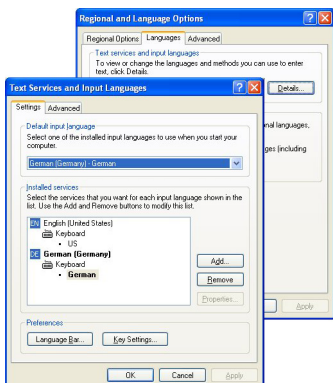 Regional and Language Options
Regional Options
Languages
Advanced
Text services and input languages
To view or change the languages and methods you can use to enter
text, click Details.
Details...
nal languages.
ges (including
Apply
Text Services and Input Languages
Settings
Advanced
Default input language
Select one of the installed input languages to use when you start your
computer.
German (Germany) - German
Installed services
Select the services that you want for each input language shown in the
list. Use the Add and Remove buttons to modify this list.
EN English (United States)
Keyboard
• US
DE German (Germany)
Keyboard
• German
Add...
Remove
Properties...
Preferences
Language Bar...
Key Settings...
OK
Cancel
Apply